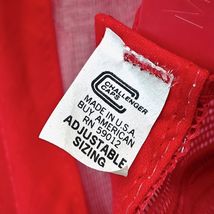 CHALLENGER
CAPS
MADE IN U.S.A.
BUY AMERICAN
RN 59012
ADJUSTABLE
SIZING